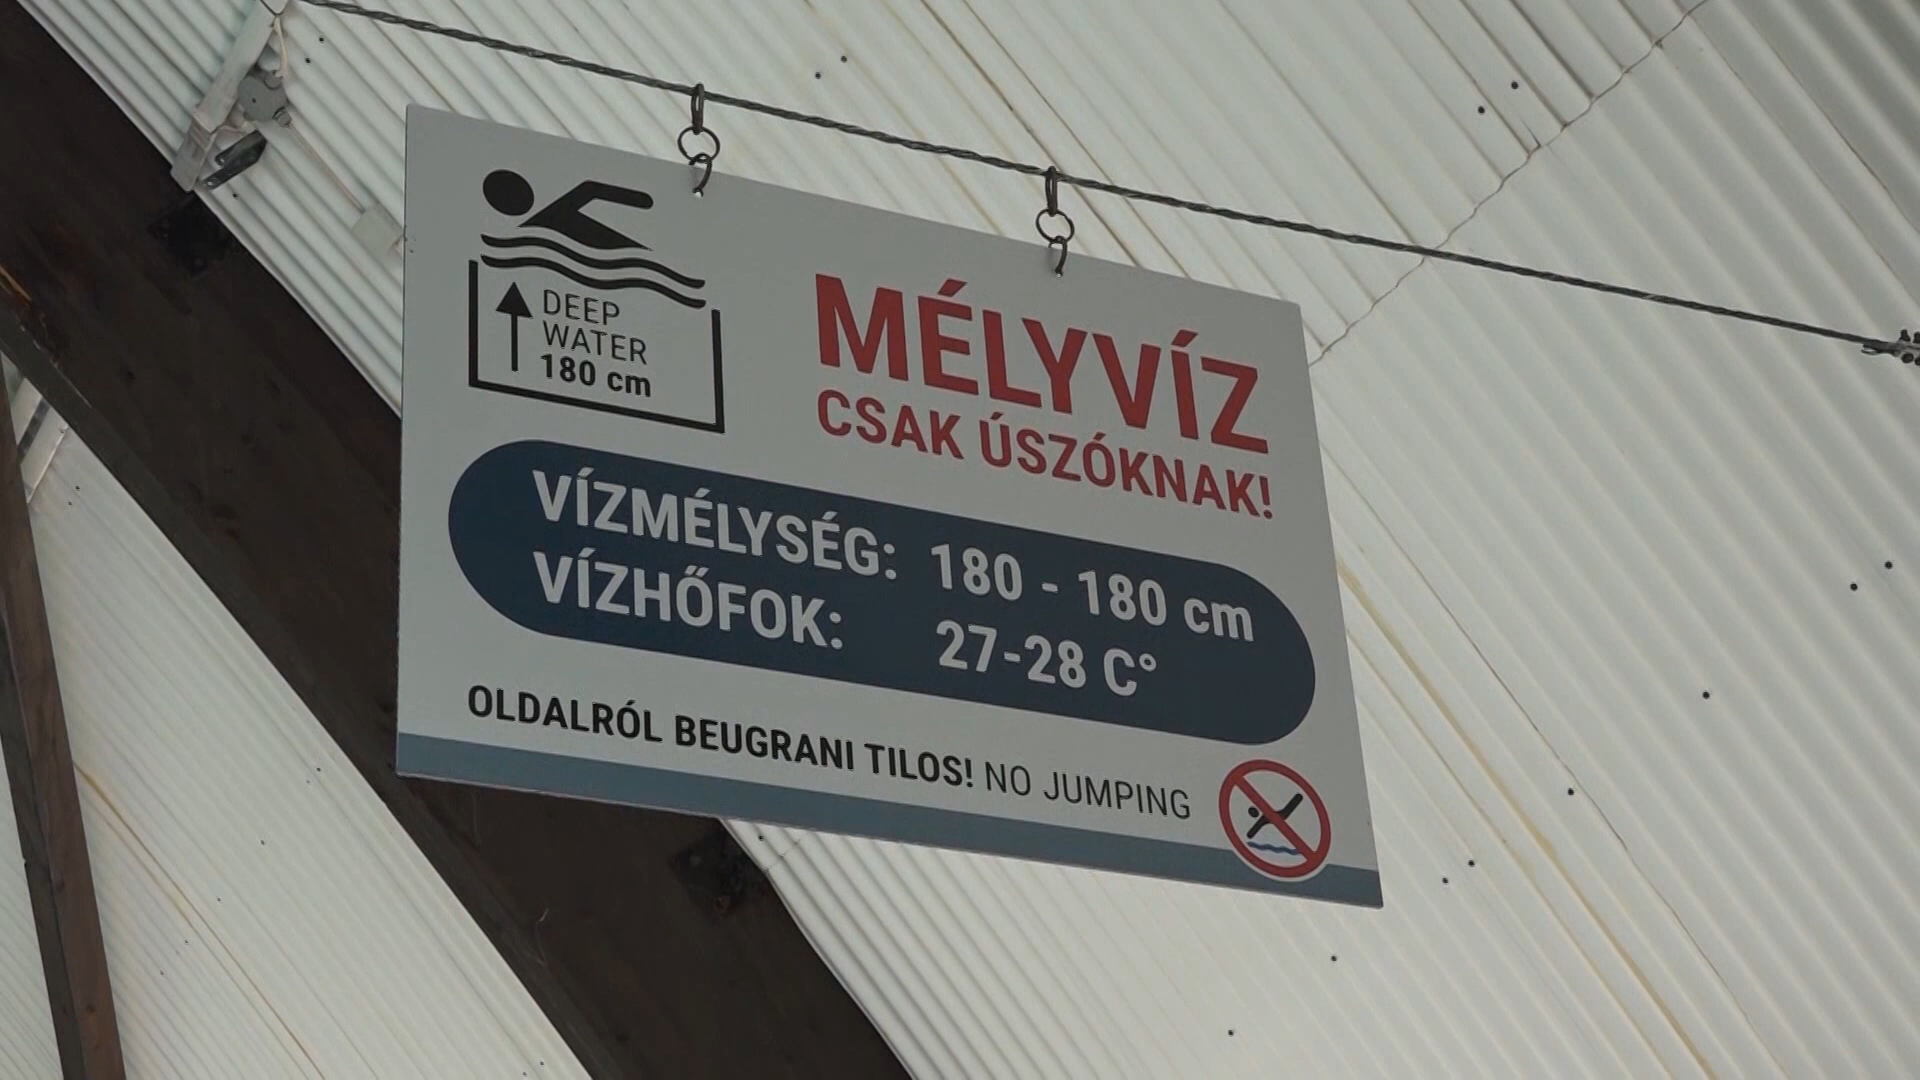 DEEP
WATER
180 cm
MÉLYVÍZ
CSAK ÚSZÓKNAK!
VÍZMÉLYSÉG: 180 - 180 cm
VÍZHŐFOK: 27-28 C°
OLDALRÓL BEUGRANI TILOS! NO JUMPING